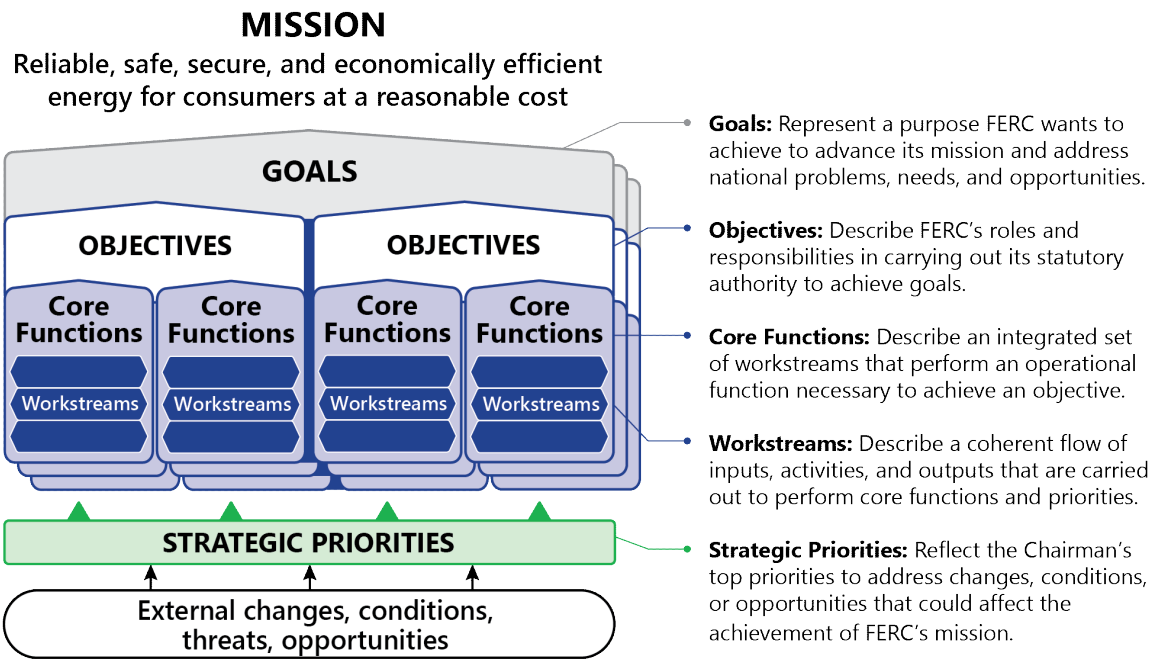 MISSION
Reliable, safe, secure, and economically efficient
energy for consumers at a reasonable cost
GOALS
OBJECTIVES
OBJECTIVES
Core
Functions
Core
Functions
Core
Functions
Core
Functions
Workstreams
Workstreams
Workstreams
Workstreams
STRATEGIC PRIORITIES
External changes, conditions,
threats, opportunities
Goals: Represent a purpose FERC wants to
achieve to advance its mission and address
national problems, needs, and opportunities.
Objectives: Describe FERC's roles and
responsibilities in carrying out its statutory
authority to achieve goals.
Core Functions: Describe an integrated set
of workstreams that perform an operational
function necessary to achieve an objective.
Workstreams: Describe a coherent flow of
inputs, activities, and outputs that are carried
out to perform core functions and priorities.
Strategic Priorities: Reflect the Chairman's
top priorities to address changes, conditions,
or opportunities that could affect the
achievement of FERC's mission.